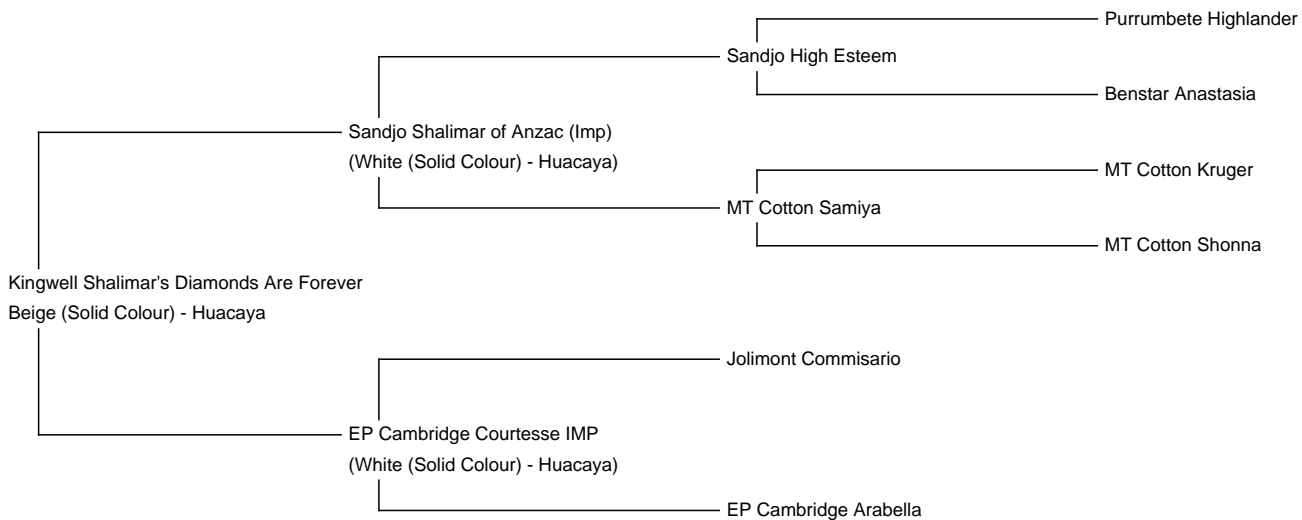 Purrumbete Highlander
Sandjo High Esteem
Benstar Anastasia
Sandjo Shalimar of Anzac (Imp)
(White (Solid Colour) - Huacaya)
MT Cotton Kruger
MT Cotton Samiya
MT Cotton Shonna
Kingwell Shalimar's Diamonds Are Forever
Beige (Solid Colour) - Huacaya
Jolimont Commisario
EP Cambridge Courtesse IMP
(White (Solid Colour) - Huacaya)
EP Cambridge Arabella